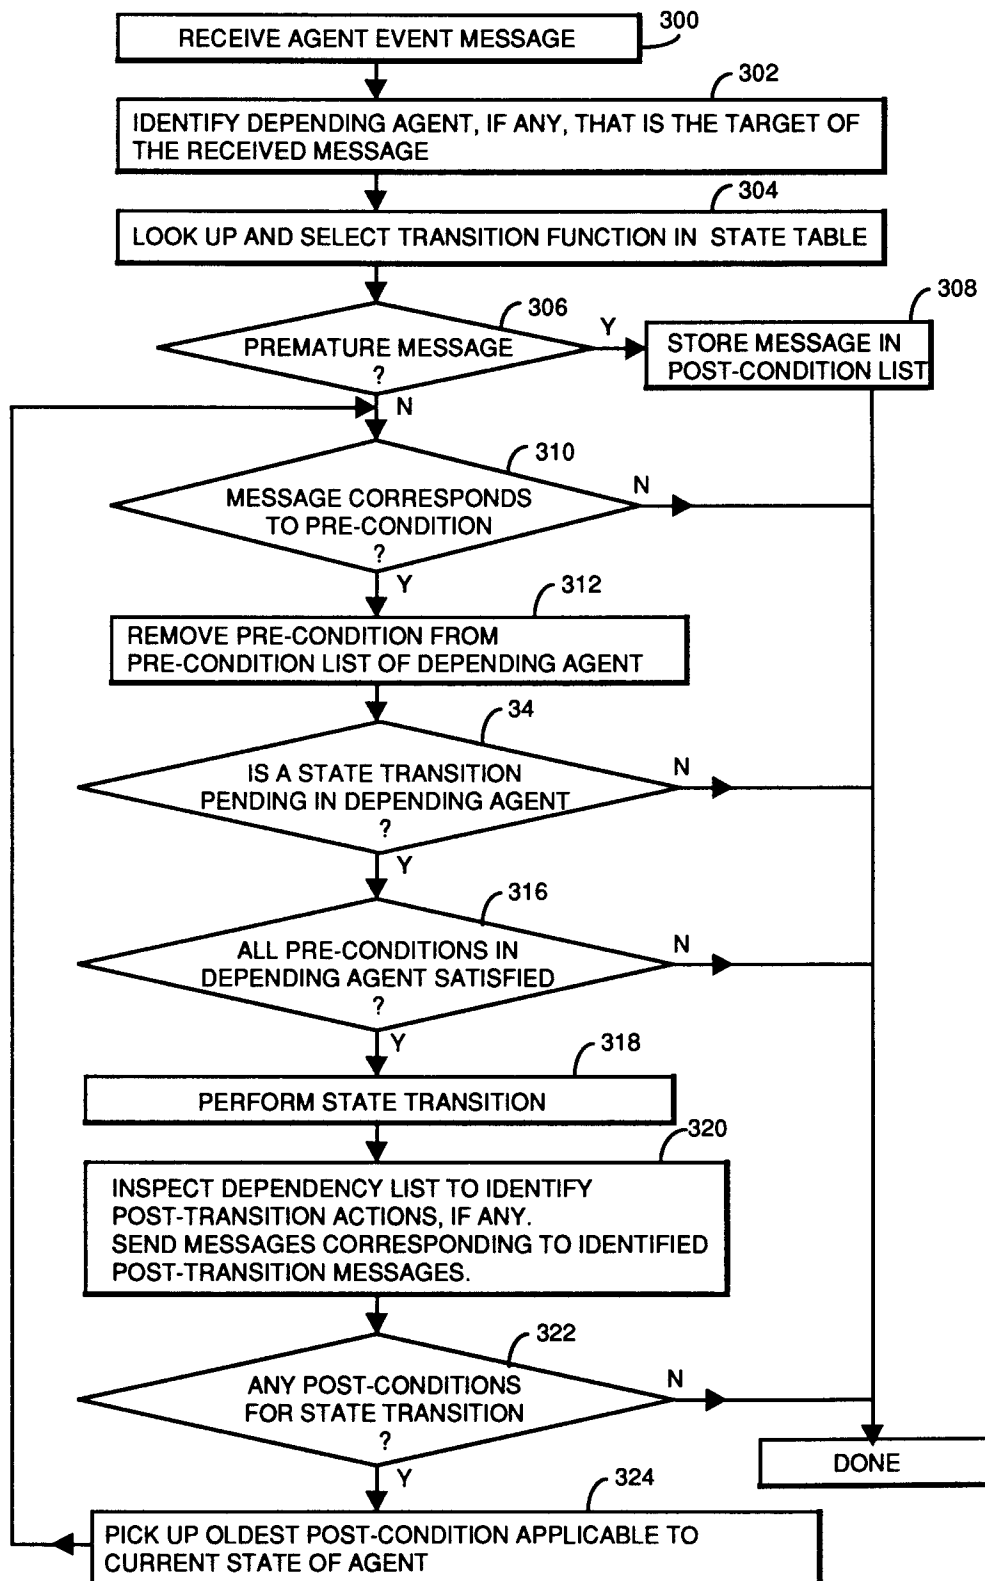 RECEIVE AGENT EVENT MESSAGE
300
302
IDENTIFY DEPENDING AGENT, IF ANY, THAT IS THE TARGET OF
THE RECEIVED MESSAGE
304
LOOK UP AND SELECT TRANSITION FUNCTION IN STATE TABLE
306
PREMATURE MESSAGE
?
Y
N
308
STORE MESSAGE IN
POST-CONDITION LIST
310
MESSAGE CORRESPONDS
TO PRE-CONDITION
?
N
Y
312
REMOVE PRE-CONDITION FROM
PRE-CONDITION LIST OF DEPENDING AGENT
34
IS A STATE TRANSITION
PENDING IN DEPENDING AGENT
?
N
Y
316
ALL PRE-CONDITIONS IN
DEPENDING AGENT SATISFIED
?
N
Y
318
PERFORM STATE TRANSITION
320
INSPECT DEPENDENCY LIST TO IDENTIFY
POST-TRANSITION ACTIONS, IF ANY.
SEND MESSAGES CORRESPONDING TO IDENTIFIED
POST-TRANSITION MESSAGES.
322
ANY POST-CONDITIONS
FOR STATE TRANSITION
?
N
Y
DONE
324
PICK UP OLDEST POST-CONDITION APPLICABLE TO
CURRENT STATE OF AGENT